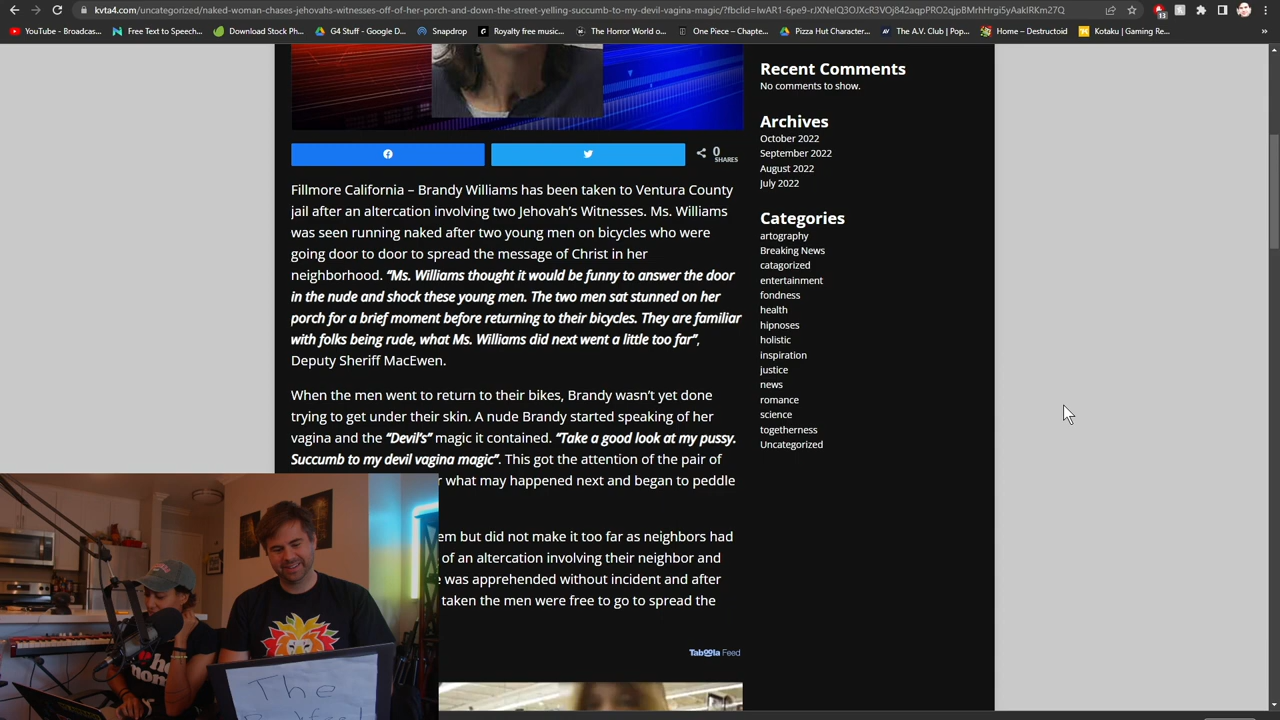 kvta4.com/uncategorized/naked-woman-chases-jehovahs-witnesses-off-of-her-porch-and-down-the-street-yelling-succumb-to-my-devil-vagina-magic/?fbclid=IwAR1-6pe9-rJXNeIQ3OJXcR3VOj842aqpPRO2qjpBMrhHrgi5yAakIRKm27Q
YouTube - Broadcas...
Free Text to Speech...
Download Stock Ph...
G4 Stuff - Google D...
Snapdrop
Royalty free music...
The Horror World o...
One Piece – Chapte...
Pizza Hut Character...
The A.V. Club | Pop...
Home – Destructoid
Kotaku | Gaming Re...
13
0
SHARES
Fillmore California – Brandy Williams has been taken to Ventura County
jail after an altercation involving two Jehovah's Witnesses. Ms. Williams
was seen running naked after two young men on bicycles who were
going door to door to spread the message of Christ in her
neighborhood. "Ms. Williams thought it would be funny to answer the door
in the nude and shock these young men. The two men sat stunned on her
porch for a brief moment before returning to their bicycles. They are familiar
with folks being rude, what Ms. Williams did next went a little too far",
Deputy Sheriff MacEwen.
When the men went to return to their bikes, Brandy wasn't yet done
trying to get under their skin. A nude Brandy started speaking of her
vagina and the "Devil's" magic it contained. "Take a good look at my pussy.
Succumb to my devil vagina magic". This got the attention of the pair of
what may happened next and began to peddle
em but did not make it too far as neighbors had
of an altercation involving their neighbor and
e was apprehended without incident and after
taken the men were free to go to spread the
Taboola Feed
Recent Comments
No comments to show.
Archives
October 2022
September 2022
August 2022
July 2022
Categories
artography
Breaking News
catagorized
entertainment
fondness
health
hipnoses
holistic
inspiration
justice
news
romance
science
togetherness
Uncategorized
The